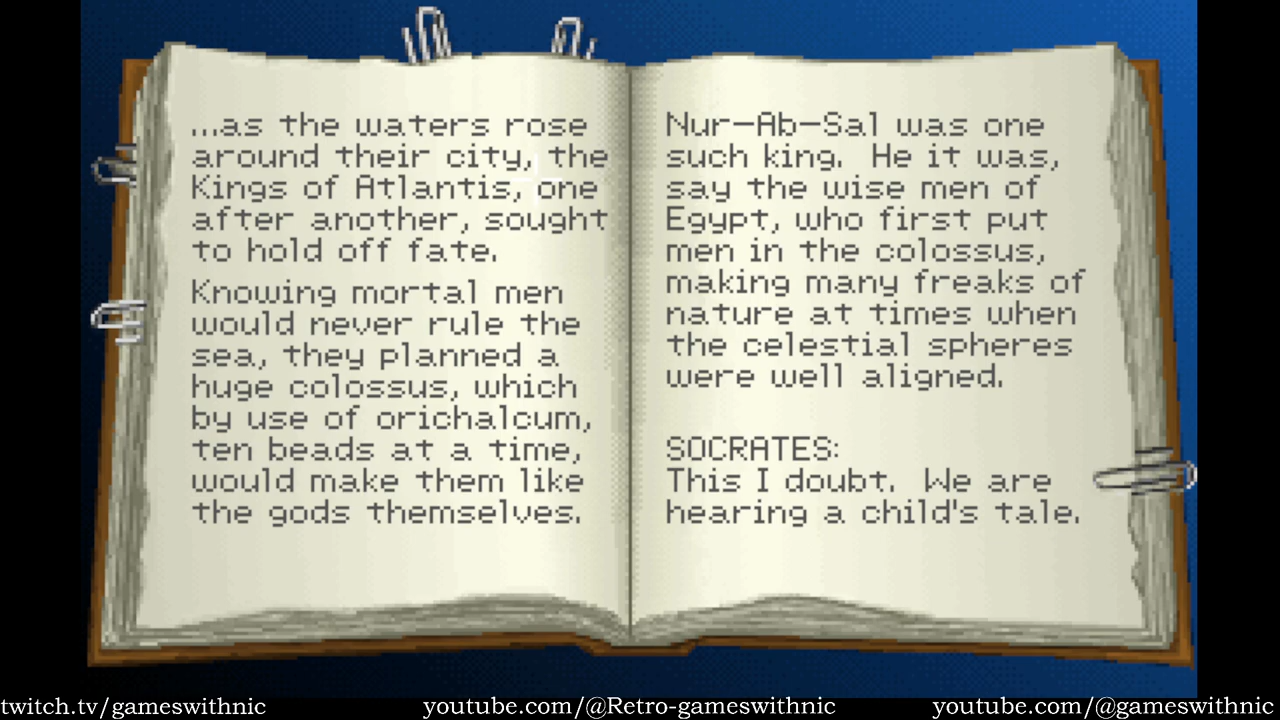 ...as the waters rose
around their city, the
Kings of Atlantis, one
after another, sought
to hold off fate.
Knowing mortal men
would never rule the
sea, they planned a
huge colossus, which
by use of orichalcum,
ten beads at a time,
would make them like
the gods themselves.
Nur-Ab-Sal was one
such king.  He it was,
say the wise men of
Egypt, who first put
men in the colossus,
making many freaks of
nature at times when
the celestial spheres
were well aligned.
SOCRATES:
This I doubt.  We are
hearing a child's tale.
twitch.tv/gameswithnic
youtube.com/@Retro-gameswithnic
youtube.com/@gameswithnic